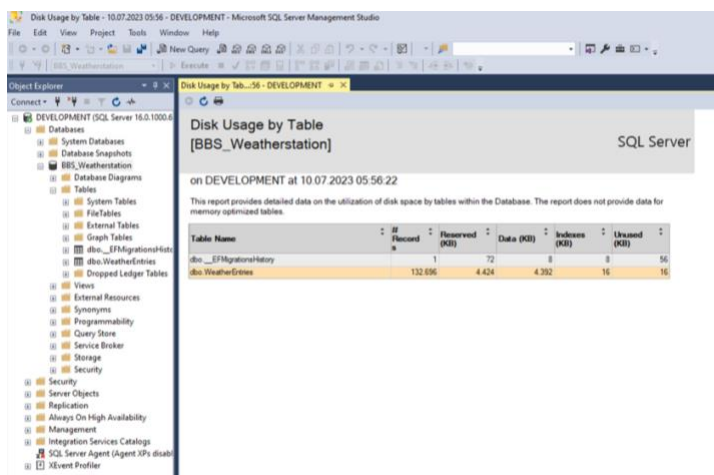 Disk Usage by Table - 10.07.2023 05:56 - DEVELOPMENT - Microsoft SQL Server Management Studio
File Edit View Project Tools Window Help
New Query
BBS_Weatherstation Execute
Object Explorer
Disk Usage by Tab...:56 - DEVELOPMENT
Connect
DEVELOPMENT (SQL Server 16.0.1000.6
Databases
System Databases
Database Snapshots
BBS_Weatherstation
Database Diagrams
Tables
System Tables
FileTables
External Tables
Graph Tables
dbo.__EFMigrationsHisto
dbo.WeatherEntries
Dropped Ledger Tables
Views
External Resources
Synonyms
Programmability
Query Store
Service Broker
Storage
Security
Security
Server Objects
Replication
Always On High Availability
Management
Integration Services Catalogs
SQL Server Agent (Agent XPs disabl
XEvent Profiler
Disk Usage by Table
[BBS_Weatherstation]
SQL Server
on DEVELOPMENT at 10.07.2023 05:56:22
This report provides detailed data on the utilization of disk space by tables within the Database. The report does not provide data for
memory optimized tables.
Table Name # Records Reserved (KB) Data (KB) Indexes (KB) Unused (KB)
dbo.__EFMigrationsHistory 1 72 8 8 56
dbo.WeatherEntries 132.696 4.424 4.392 16 16